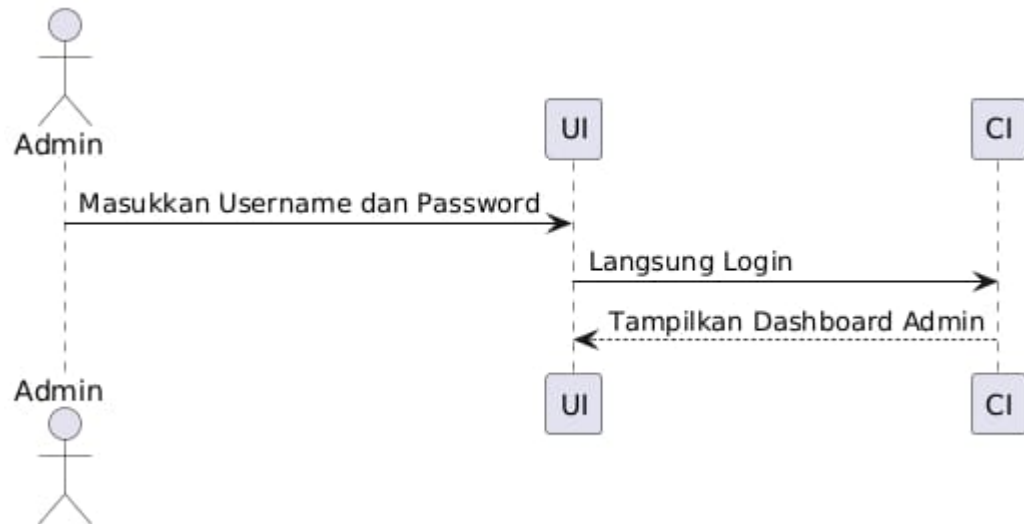 Admin
UI
CI
Masukkan Username dan Password
Langsung Login
Tampilkan Dashboard Admin
Admin
UI
CI